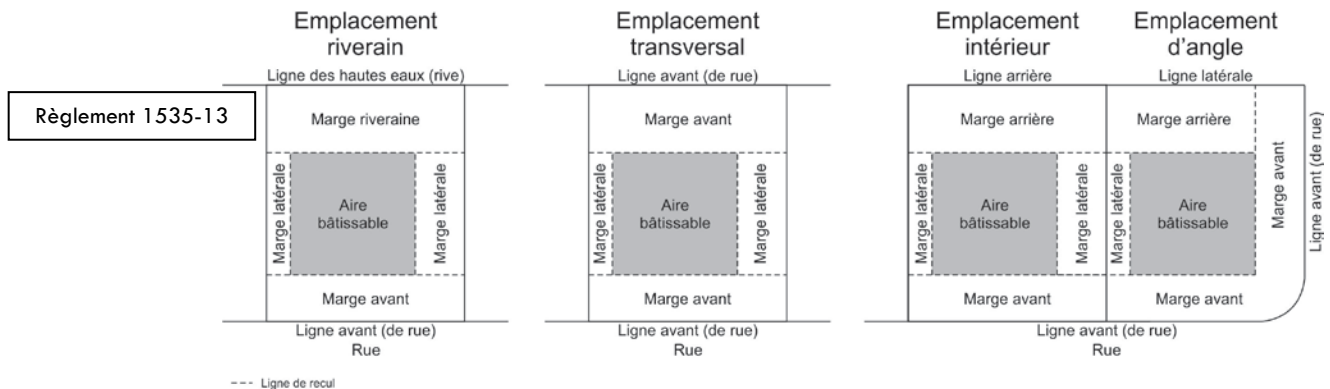 Emplacement
riverain
Ligne des hautes eaux (rive)
Règlement 1535-13
Marge riveraine
Marge latérale
Aire
bâtissable
Marge latérale
Marge avant
Ligne avant (de rue)
Rue
--- Ligne de recul
Emplacement
transversal
Ligne avant (de rue)
Marge avant
Marge latérale
Aire
bâtissable
Marge latérale
Marge avant
Ligne avant (de rue)
Rue
Emplacement
intérieur
Ligne arrière
Marge arrière
Marge latérale
Aire
bâtissable
Marge latérale
Marge avant
Emplacement
d'angle
Ligne latérale
Marge arrière
Marge latérale
Aire
bâtissable
Marge avant
Ligne avant (de rue)
Marge avant
Ligne avant (de rue)
Rue